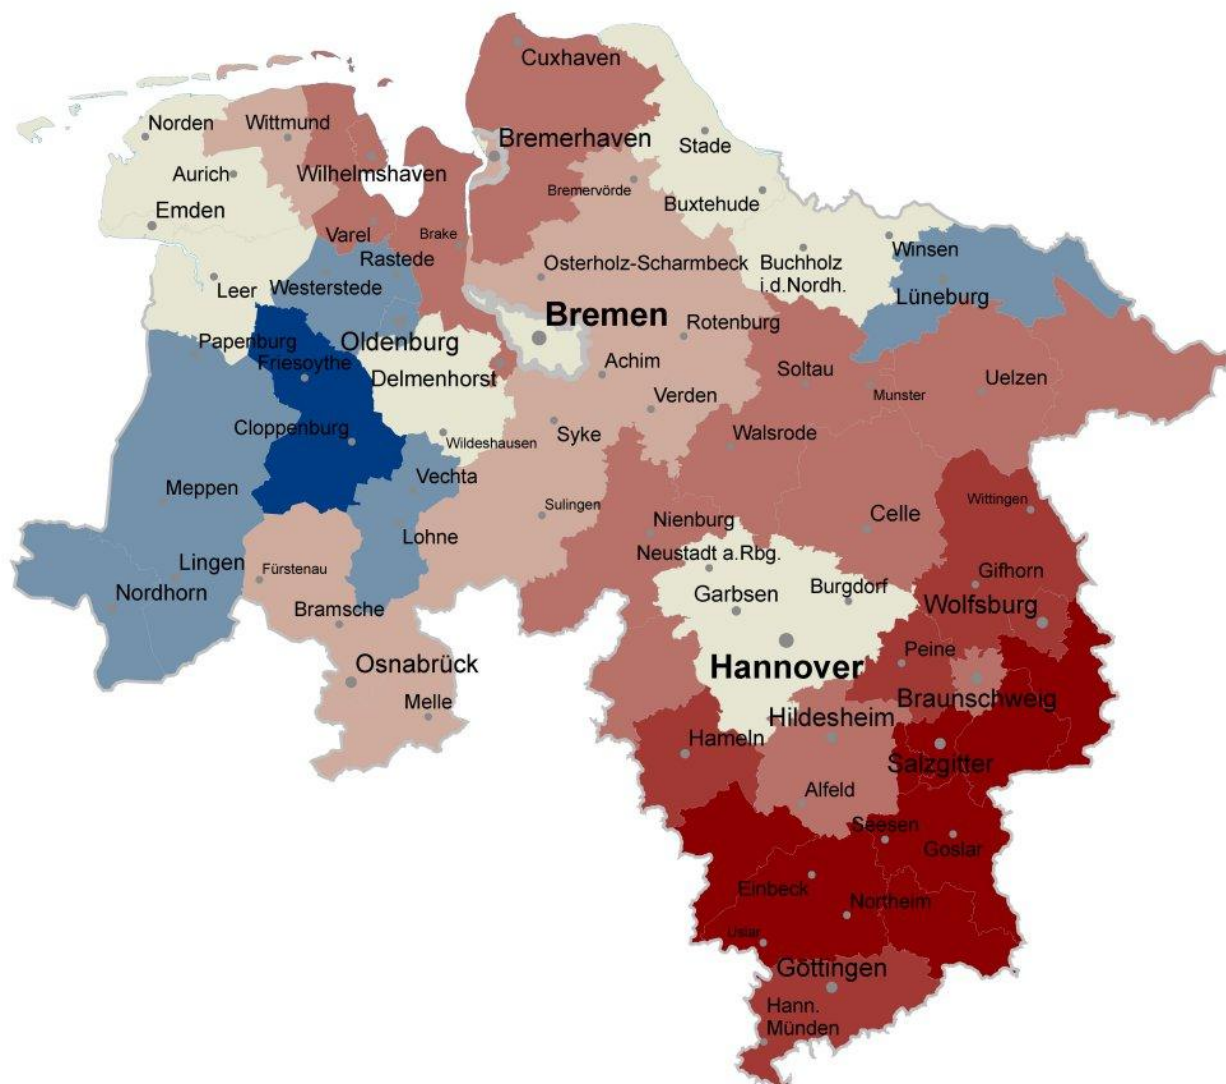 Cuxhaven
Norden
Wittmund
Bremerhaven
Stade
Aurich
Wilhelmshaven
Bremervörde
Buxtehude
Emden
Varel
Brake
Winsen
Rastede
Osterholz-Scharmbeck
Buchholz
i.d.Nordh.
Leer
Westerstede
Lüneburg
Bremen
Rotenburg
Papenburg
Oldenburg
Friesoythe
Achim
Soltau
Uelzen
Delmenhorst
Munster
Verden
Cloppenburg
Wildeshausen
Syke
Walsrode
Vechta
Meppen
Sulingen
Wittingen
Nienburg
Celle
Lohne
Neustadt a.Rbg.
Lingen
Fürstenau
Gifhorn
Nordhorn
Garbsen
Burgdorf
Bramsche
Wolfsburg
Peine
Osnabrück
Hannover
Melle
Braunschweig
Hildesheim
Hameln
Salzgitter
Alfeld
Seesen
Goslar
Einbeck
Northeim
Uslar
Göttingen
Hann.
Münden